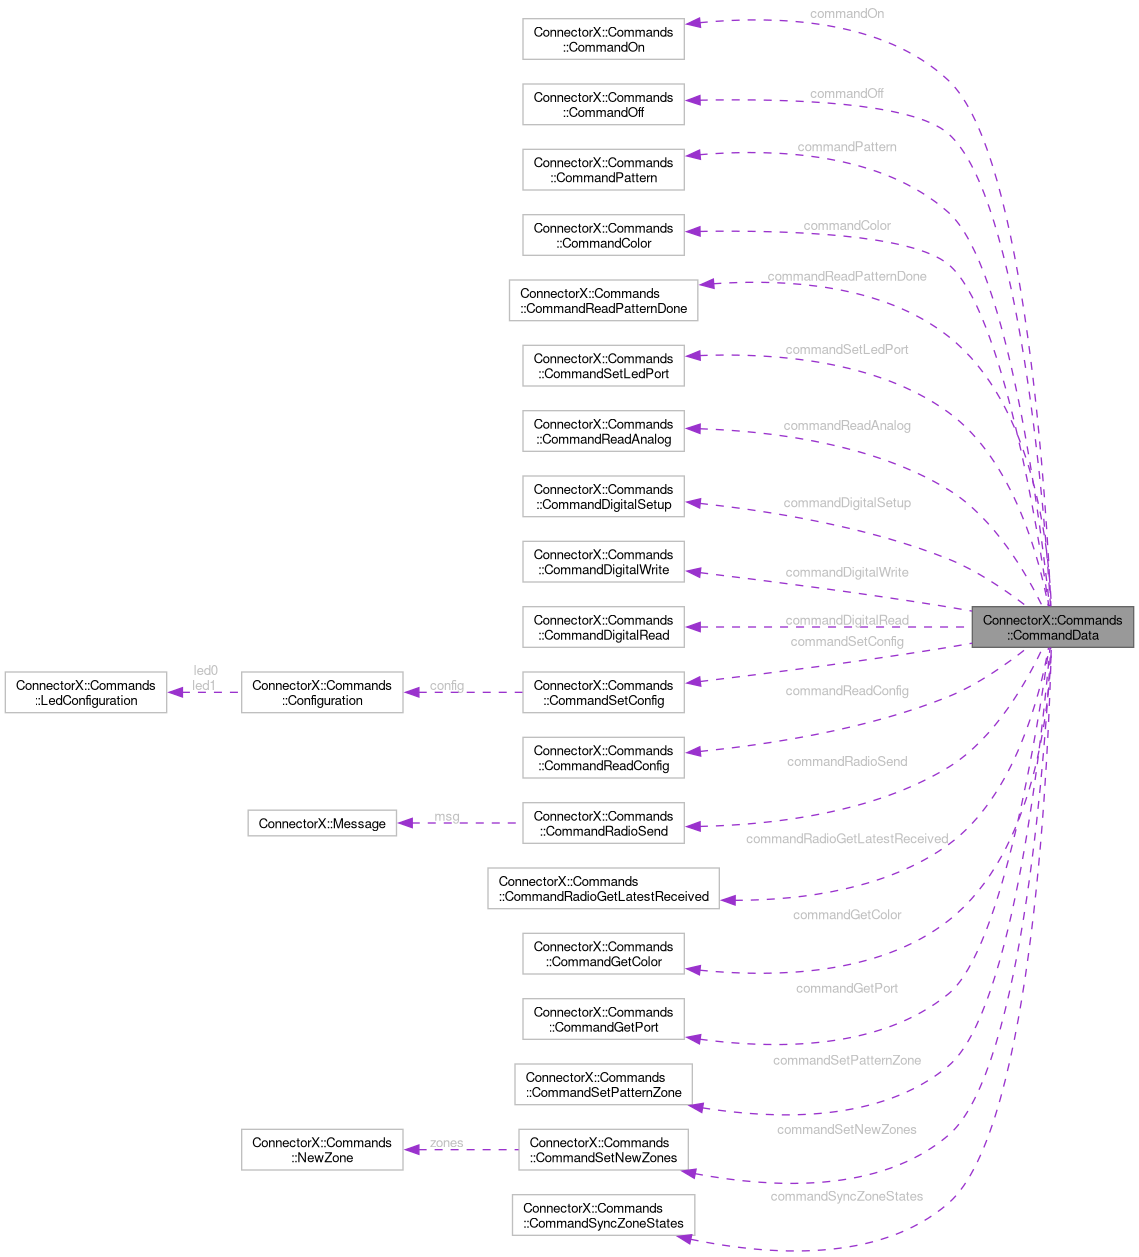 commandOn
ConnectorX::Commands
::CommandOn
commandOff
ConnectorX::Commands
::CommandOff
commandPattern
ConnectorX::Commands
::CommandPattern
commandColor
ConnectorX::Commands
::CommandColor
commandReadPatternDone
ConnectorX::Commands
::CommandReadPatternDone
commandSetLedPort
ConnectorX::Commands
::CommandSetLedPort
commandReadAnalog
ConnectorX::Commands
::CommandReadAnalog
commandDigitalSetup
ConnectorX::Commands
::CommandDigitalSetup
commandDigitalWrite
ConnectorX::Commands
::CommandDigitalWrite
commandDigitalRead
ConnectorX::Commands
::CommandDigitalRead
ConnectorX::Commands
::CommandData
commandSetConfig
led0
led1
ConnectorX::Commands
::LedConfiguration
ConnectorX::Commands
::Configuration
config
ConnectorX::Commands
::CommandSetConfig
commandReadConfig
ConnectorX::Commands
::CommandReadConfig
commandRadioSend
ConnectorX::Message
msg
ConnectorX::Commands
::CommandRadioSend
commandRadioGetLatestReceived
ConnectorX::Commands
::CommandRadioGetLatestReceived
commandGetColor
ConnectorX::Commands
::CommandGetColor
commandGetPort
ConnectorX::Commands
::CommandGetPort
commandSetPatternZone
ConnectorX::Commands
::CommandSetPatternZone
commandSetNewZones
ConnectorX::Commands
::NewZone
zones
ConnectorX::Commands
::CommandSetNewZones
commandSyncZoneStates
ConnectorX::Commands
::CommandSyncZoneStates